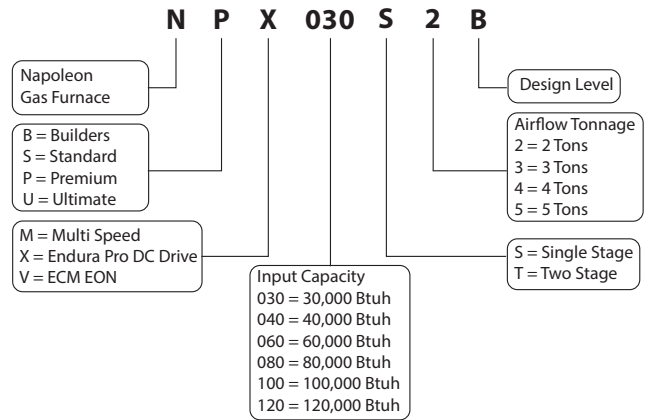 N P X 030 S 2 B
Napoleon
Gas Furnace
B = Builders
S = Standard
P = Premium
U = Ultimate
M = Multi Speed
X = Endura Pro DC Drive
V = ECM EON
Input Capacity
030 = 30,000 Btuh
040 = 40,000 Btuh
060 = 60,000 Btuh
080 = 80,000 Btuh
100 = 100,000 Btuh
120 = 120,000 Btuh
Design Level
Airflow Tonnage
2 = 2 Tons
3 = 3 Tons
4 = 4 Tons
5 = 5 Tons
S = Single Stage
T = Two Stage